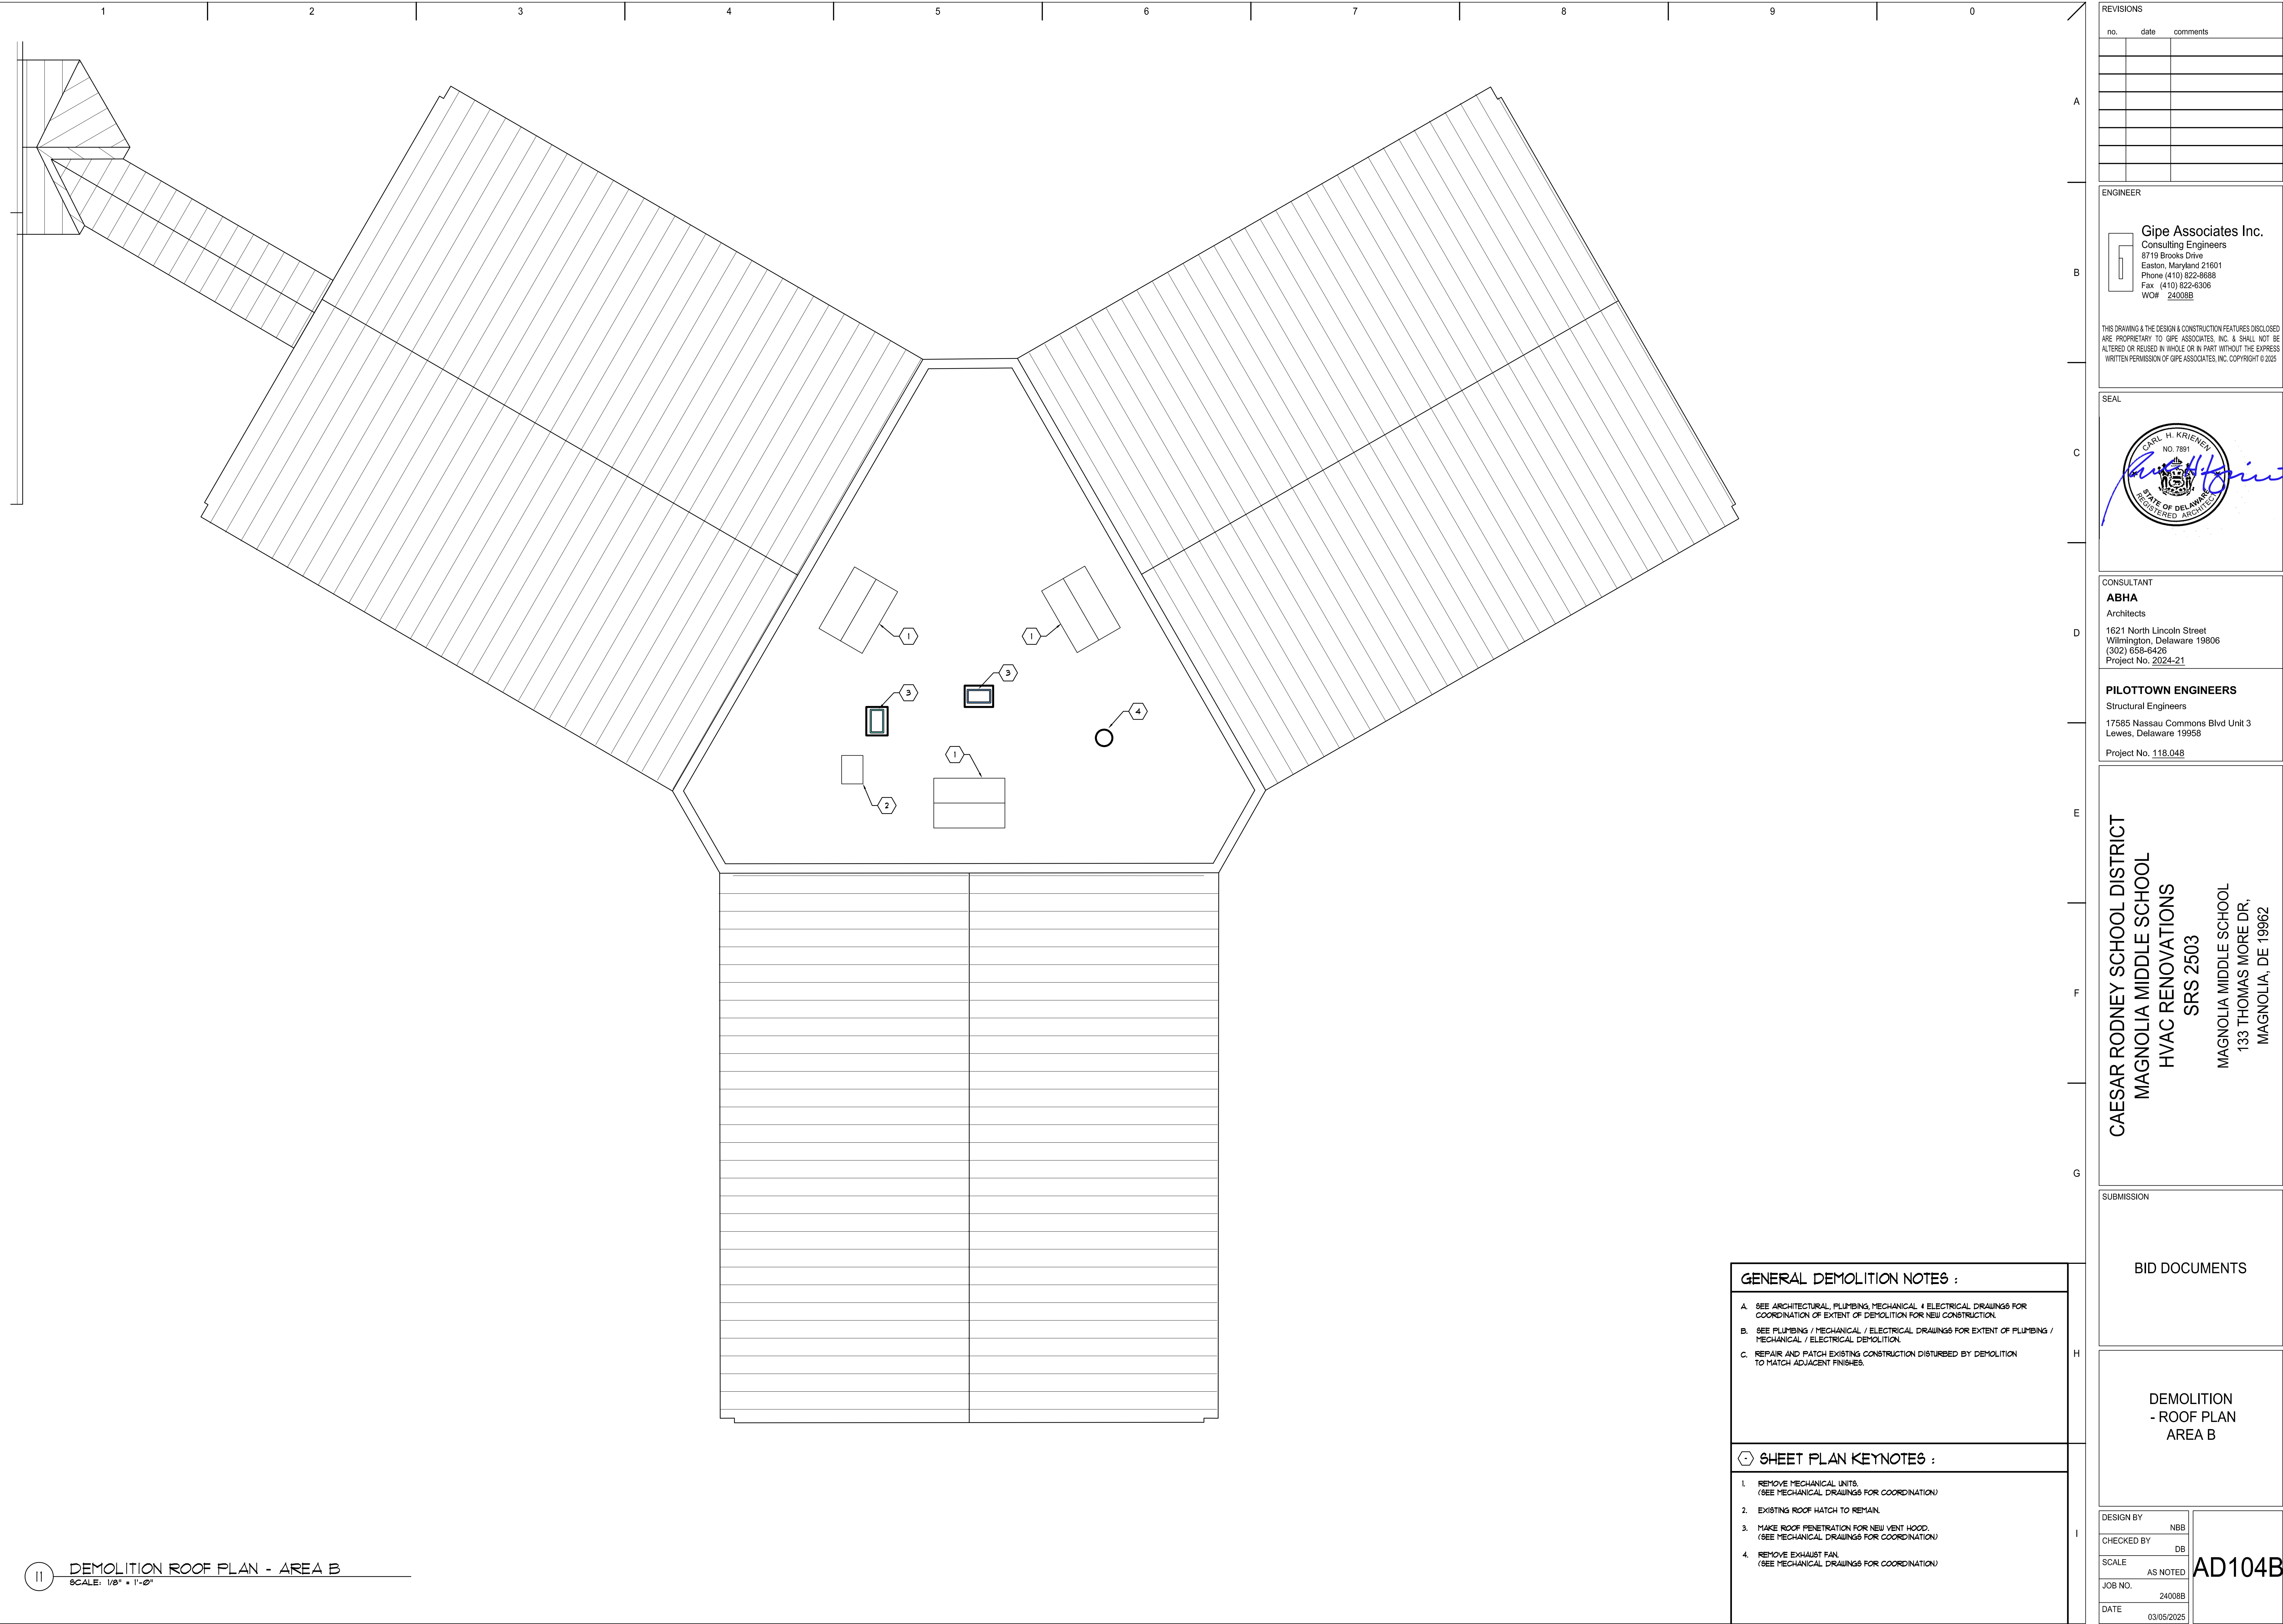 1 2 3 4 5 6 7 8 9 0
A
B
C
D
E
F
G
H
I
1
1
3
3
4
1
2
11
DEMOLITION ROOF PLAN - AREA B
SCALE: 1/8" = 1'-0"
GENERAL DEMOLITION NOTES :
A. SEE ARCHITECTURAL, PLUMBING, MECHANICAL & ELECTRICAL DRAWINGS FOR
COORDINATION OF EXTENT OF DEMOLITION FOR NEW CONSTRUCTION.
B. SEE PLUMBING / MECHANICAL / ELECTRICAL DRAWINGS FOR EXTENT OF PLUMBING /
MECHANICAL / ELECTRICAL DEMOLITION.
C. REPAIR AND PATCH EXISTING CONSTRUCTION DISTURBED BY DEMOLITION
TO MATCH ADJACENT FINISHES.
- SHEET PLAN KEYNOTES :
1. REMOVE MECHANICAL UNITS.
(SEE MECHANICAL DRAWINGS FOR COORDINATION)
2. EXISTING ROOF HATCH TO REMAIN.
3. MAKE ROOF PENETRATION FOR NEW VENT HOOD.
(SEE MECHANICAL DRAWINGS FOR COORDINATION)
4. REMOVE EXHAUST FAN.
(SEE MECHANICAL DRAWINGS FOR COORDINATION)
REVISIONS
no. date comments
ENGINEER
Gipe Associates Inc.
Consulting Engineers
8719 Brooks Drive
Easton, Maryland 21601
Phone (410) 822-8688
Fax (410) 822-6306
WO# 24008B
THIS DRAWING & THE DESIGN & CONSTRUCTION FEATURES DISCLOSED
ARE PROPRIETARY TO GIPE ASSOCIATES, INC. & SHALL NOT BE
ALTERED OR REUSED IN WHOLE OR IN PART WITHOUT THE EXPRESS
WRITTEN PERMISSION OF GIPE ASSOCIATES, INC. COPYRIGHT © 2025
SEAL
CARL H. KRIENEN
NO. 7891
STATE OF DELAWARE
REGISTERED ARCHITECT
CONSULTANT
ABHA
Architects
1621 North Lincoln Street
Wilmington, Delaware 19806
(302) 658-6426
Project No. 2024-21
PILOTTOWN ENGINEERS
Structural Engineers
17585 Nassau Commons Blvd Unit 3
Lewes, Delaware 19958
Project No. 118.048
CAESAR RODNEY SCHOOL DISTRICT
MAGNOLIA MIDDLE SCHOOL
HVAC RENOVATIONS
SRS 2503
MAGNOLIA MIDDLE SCHOOL
133 THOMAS MORE DR,
MAGNOLIA, DE 19962
SUBMISSION
BID DOCUMENTS
DEMOLITION
- ROOF PLAN
AREA B
DESIGN BY
NBB
CHECKED BY
DB
SCALE
AS NOTED
JOB NO.
24008B
DATE
03/05/2025
AD104B